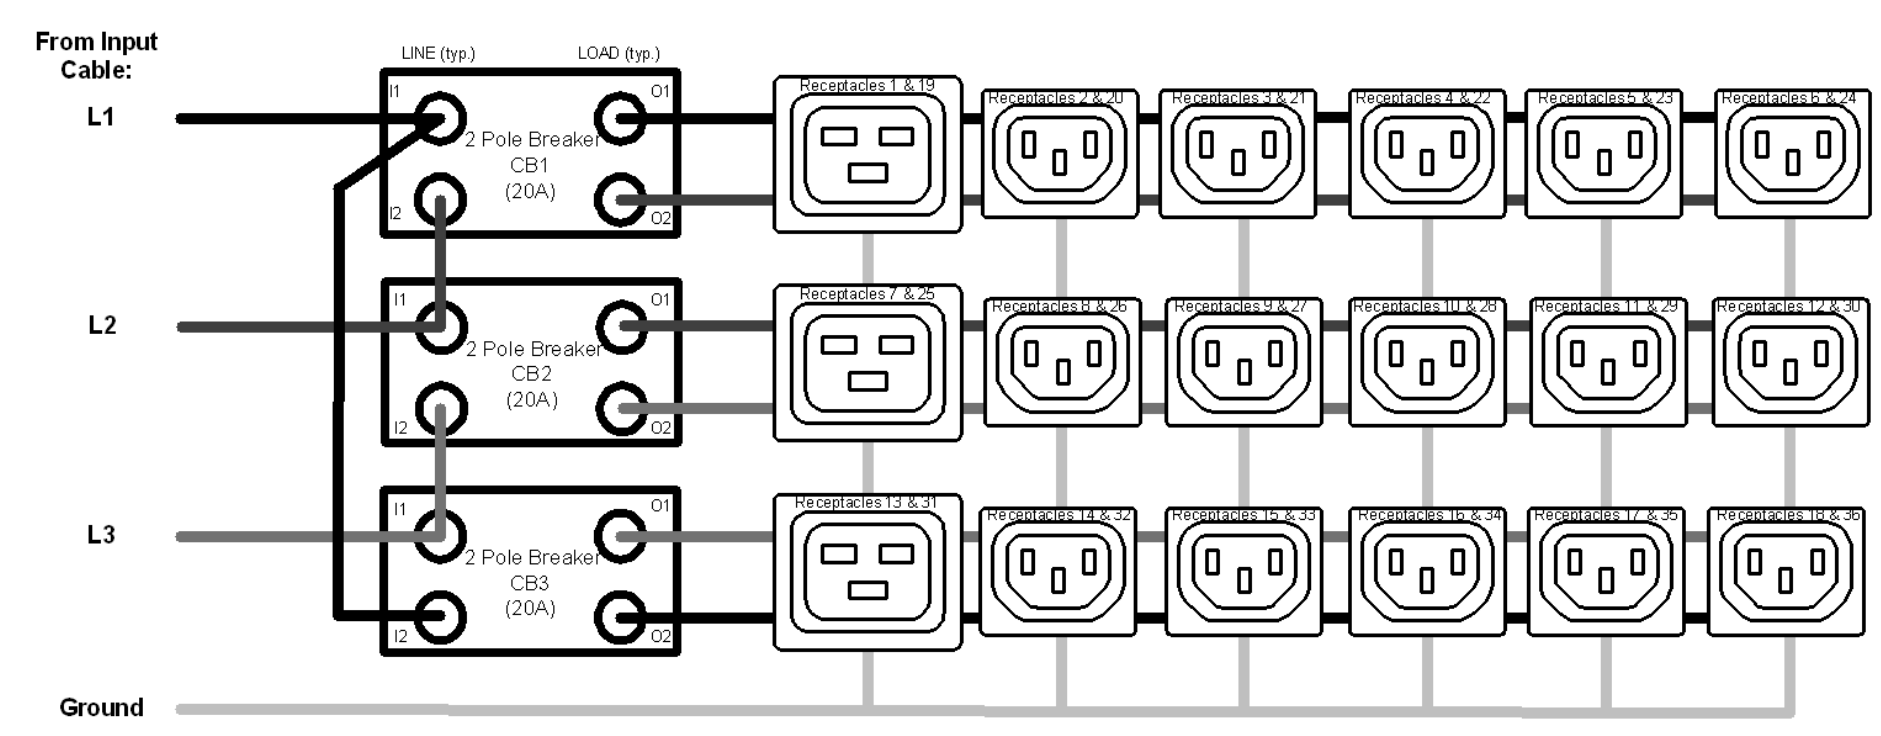 From Input
Cable:
LINE (typ.)
LOAD (typ.)
L1
I1
O1
2 Pole Breaker
CB1
(20A)
I2
O2
Receptacles 1 & 19
Receptacles 2 & 20
Receptacles 3 & 21
Receptacles 4 & 22
Receptacles 5 & 23
Receptacles 6 & 24
L2
I1
O1
2 Pole Breaker
CB2
(20A)
I2
O2
Receptacles 7 & 25
Receptacles 8 & 26
Receptacles 9 & 27
Receptacles 10 & 28
Receptacles 11 & 29
Receptacles 12 & 30
L3
I1
O1
2 Pole Breaker
CB3
(20A)
I2
O2
Receptacles 13 & 31
Receptacles 14 & 32
Receptacles 15 & 33
Receptacles 16 & 34
Receptacles 17 & 35
Receptacles 18 & 36
Ground